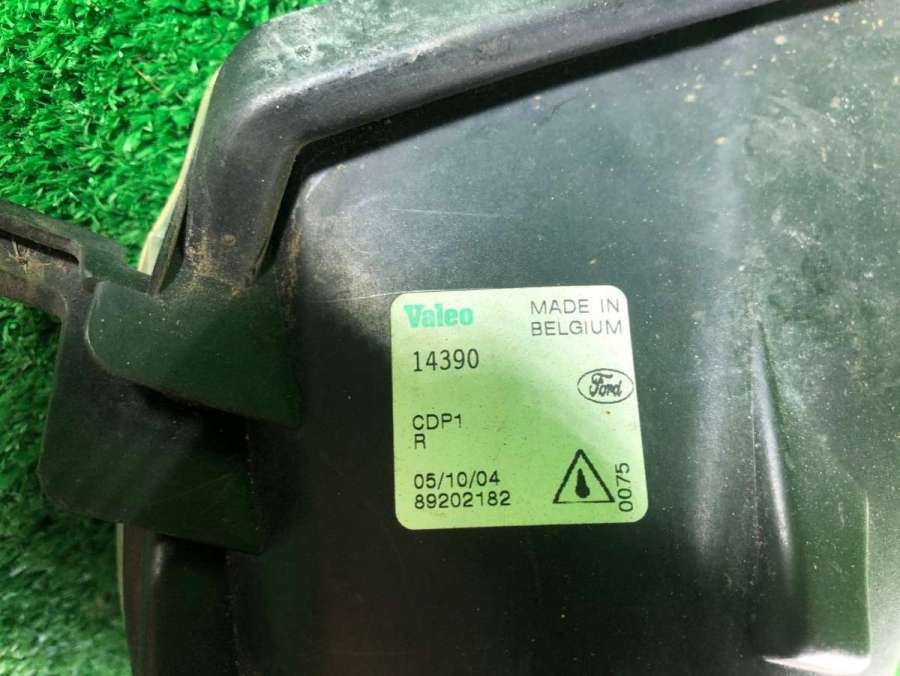 Valeo
MADE IN
BELGIUM
14390
Ford
CDP1
R
05/10/04
89202182
0075